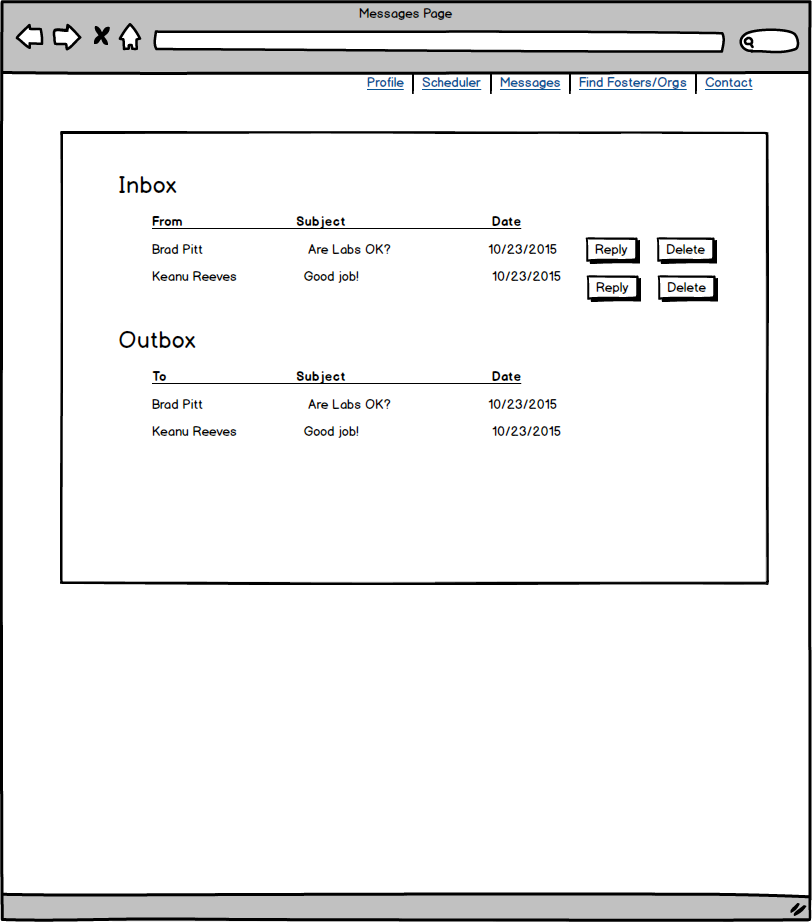 Messages Page
Profile Scheduler Messages Find Fosters/Orgs Contact
Inbox
From Subject Date
Brad Pitt Are Labs OK? 10/23/2015 Reply Delete
Keanu Reeves Good job! 10/23/2015 Reply Delete
Outbox
To Subject Date
Brad Pitt Are Labs OK? 10/23/2015
Keanu Reeves Good job! 10/23/2015